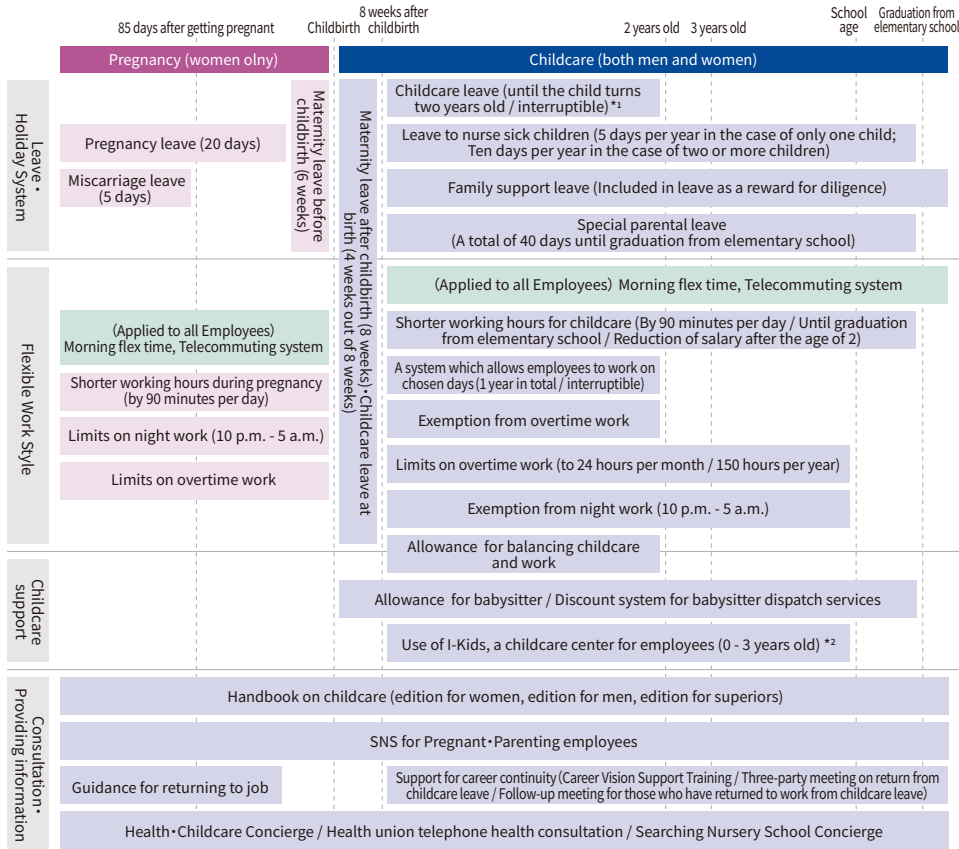 85 days after getting pregnant
Childbirth
8 weeks after
childbirth
2 years old
3 years old
School
age
Graduation from
elementary school
Pregnancy (women olny)
Childcare (both men and women)
Leave・
Holiday System
Pregnancy leave (20 days)
Miscarriage leave
(5 days)
Maternity leave before
childbirth (6 weeks)
Maternity leave after childbirth (8 weeks)・Childcare leave at
birth (4 weeks out of 8 weeks)
Childcare leave (until the child turns
two years old / interruptible) *1
Leave to nurse sick children (5 days per year in the case of only one child;
Ten days per year in the case of two or more children)
Family support leave (Included in leave as a reward for diligence)
Special parental leave
(A total of 40 days until graduation from elementary school)
Flexible Work Style
(Applied to all Employees)
Morning flex time, Telecommuting system
Shorter working hours during pregnancy
(by 90 minutes per day)
Limits on night work (10 p.m. - 5 a.m.)
Limits on overtime work
(Applied to all Employees) Morning flex time, Telecommuting system
Shorter working hours for childcare (By 90 minutes per day / Until graduation
from elementary school / Reduction of salary after the age of 2)
A system which allows employees to work on
chosen days (1 year in total / interruptible)
Exemption from overtime work
Limits on overtime work (to 24 hours per month / 150 hours per year)
Exemption from night work (10 p.m. - 5 a.m.)
Allowance for balancing childcare
and work
Childcare
support
Allowance for babysitter / Discount system for babysitter dispatch services
Use of I-Kids, a childcare center for employees (0 - 3 years old) *2
Consultation・
Providing information
Handbook on childcare (edition for women, edition for men, edition for superiors)
SNS for Pregnant・Parenting employees
Guidance for returning to job
Support for career continuity (Career Vision Support Training / Three-party meeting on return from
childcare leave / Follow-up meeting for those who have returned to work from childcare leave)
Health・Childcare Concierge / Health union telephone health consultation / Searching Nursery School Concierge